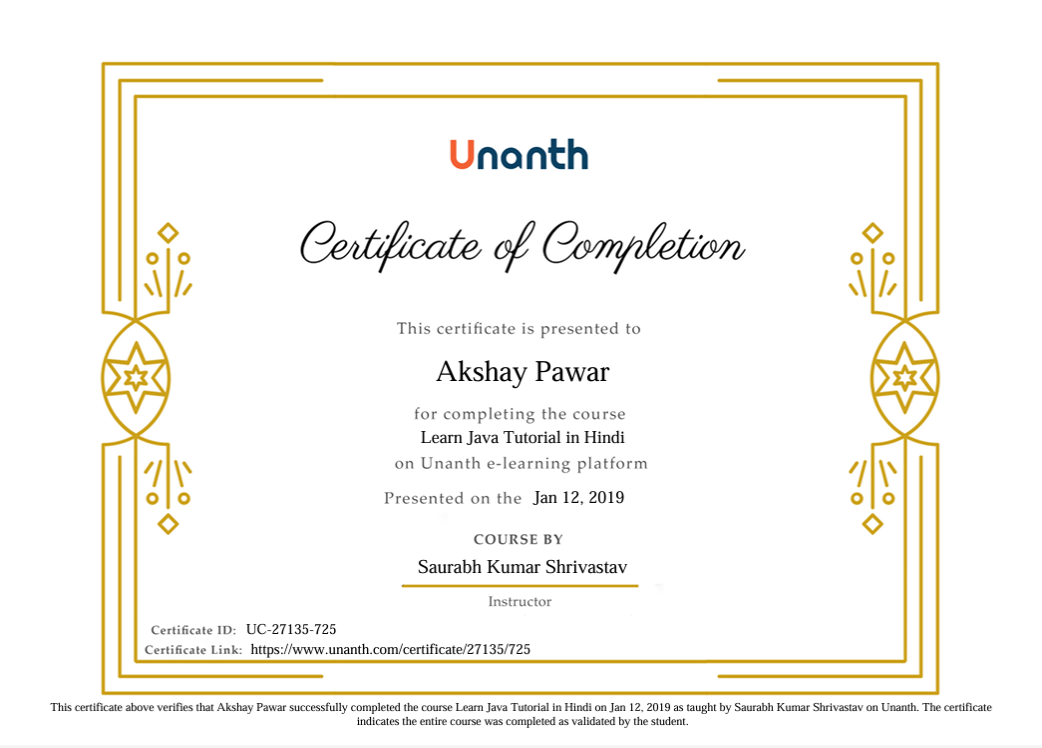 Unanth
Certificate of Completion
This certificate is presented to
Akshay Pawar
for completing the course
Learn Java Tutorial in Hindi
on Unanth e-learning platform
Presented on the Jan 12, 2019
COURSE BY
Saurabh Kumar Shrivastav
Instructor
Certificate ID: UC-27135-725
Certificate Link: https://www.unanth.com/certificate/27135/725
This certificate above verifies that Akshay Pawar successfully completed the course Learn Java Tutorial in Hindi on Jan 12, 2019 as taught by Saurabh Kumar Shrivastav on Unanth. The certificate
indicates the entire course was completed as validated by the student.